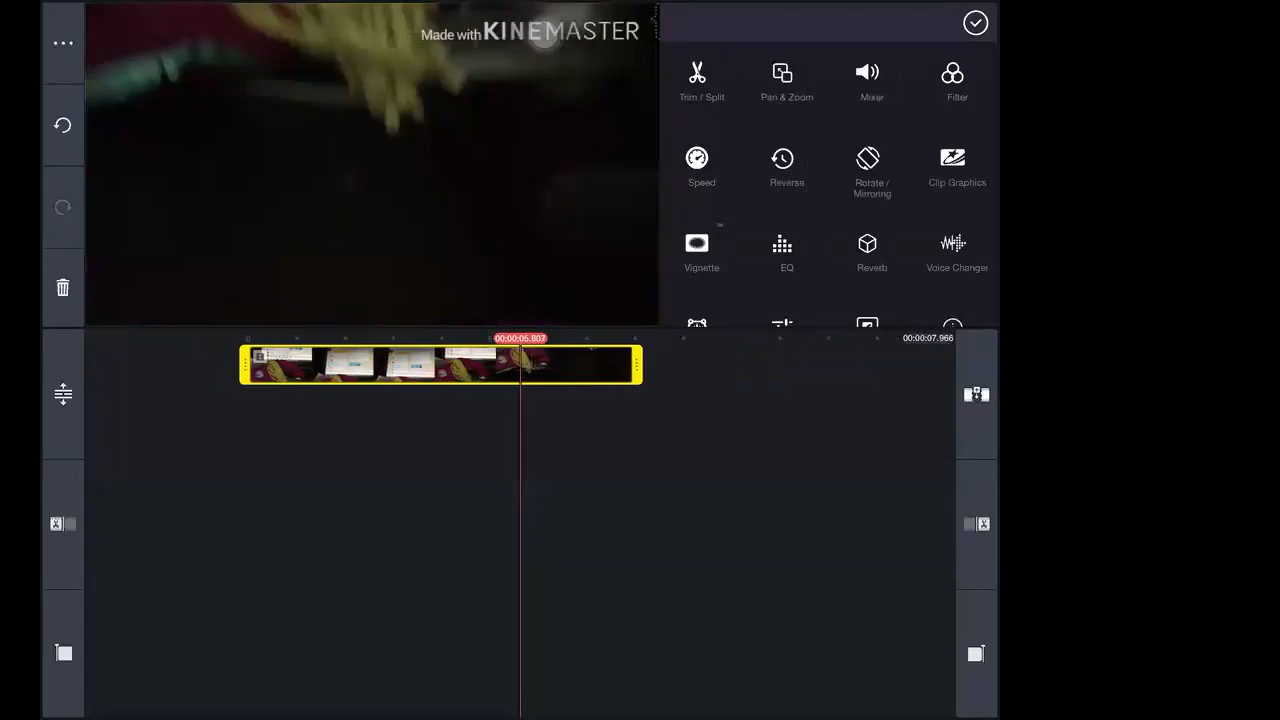 Made with KINEMASTER
Trim / Split
Pan & Zoom
Mixer
Filter
Speed
Reverse
Rotate /
Mirroring
Clip Graphics
Vignette
EQ
Reverb
Voice Changer
00:00:05.807
00:00:07.966